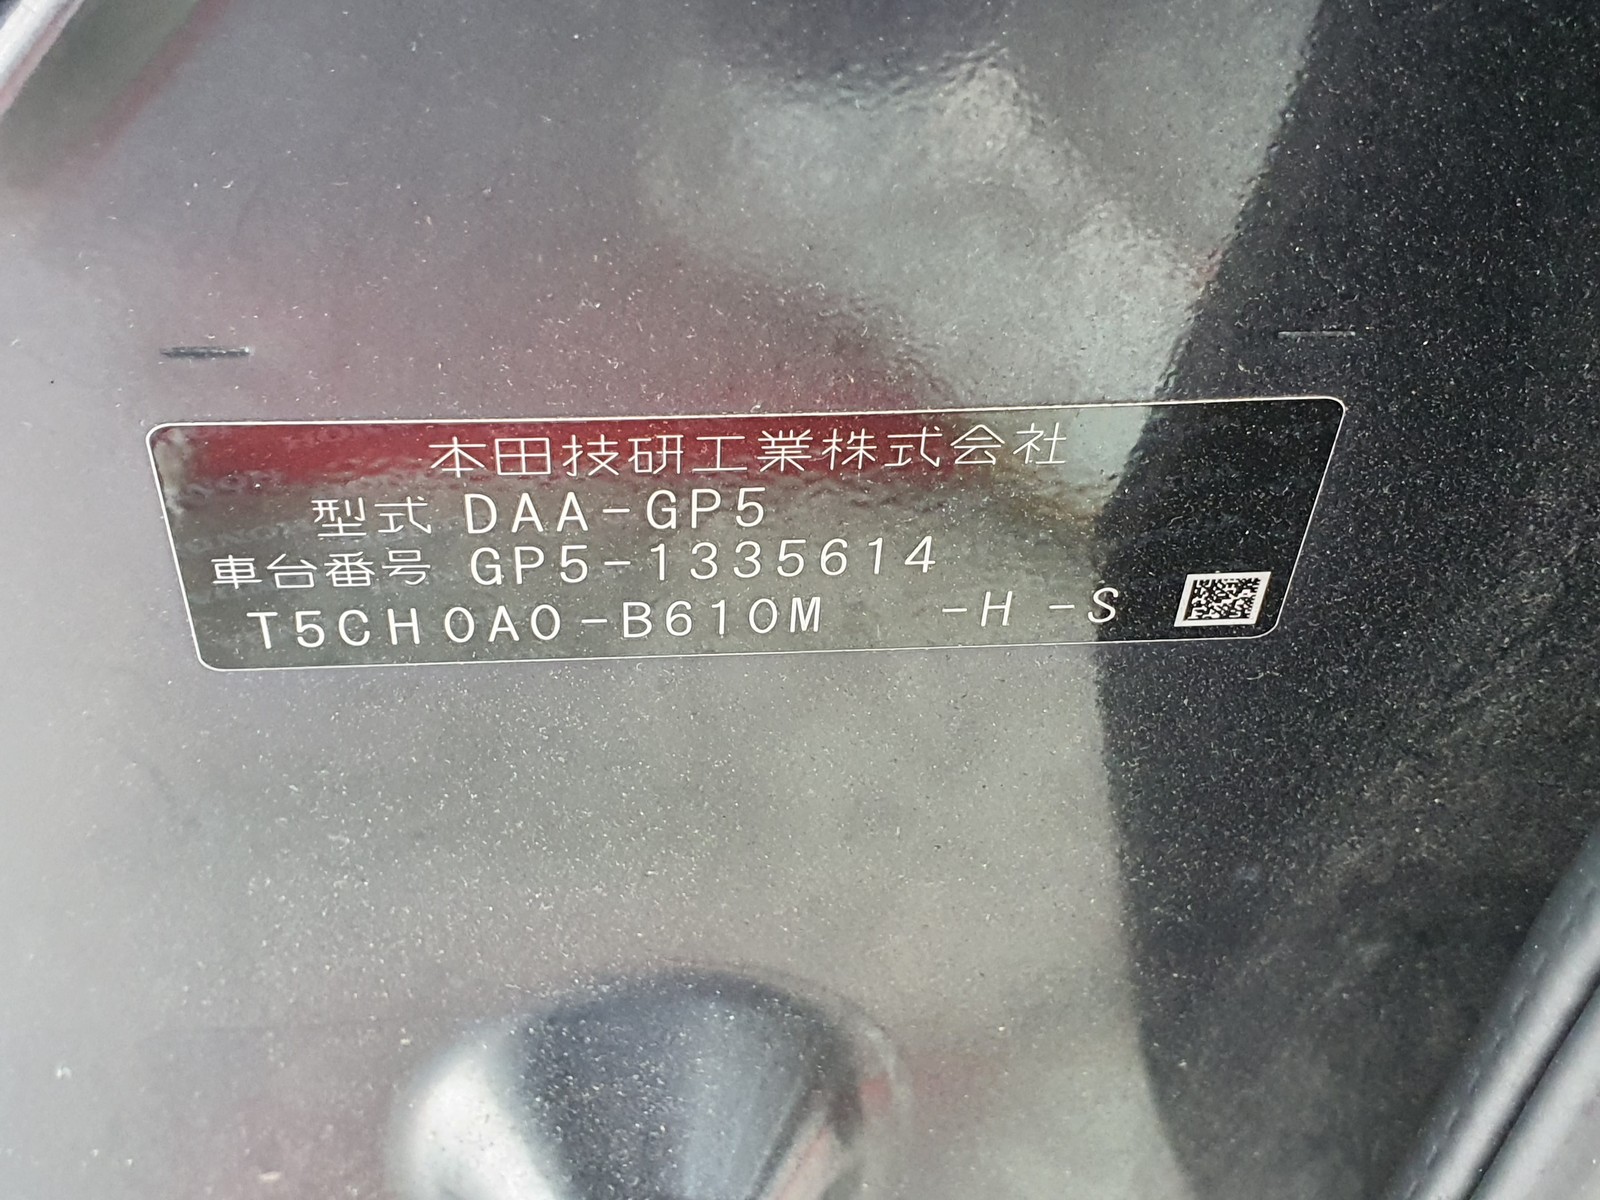 本田技研工業株式会社
型式 DAA-GP5
車台番号 GP5-1335614
T5CH0A0-B610M -H -S